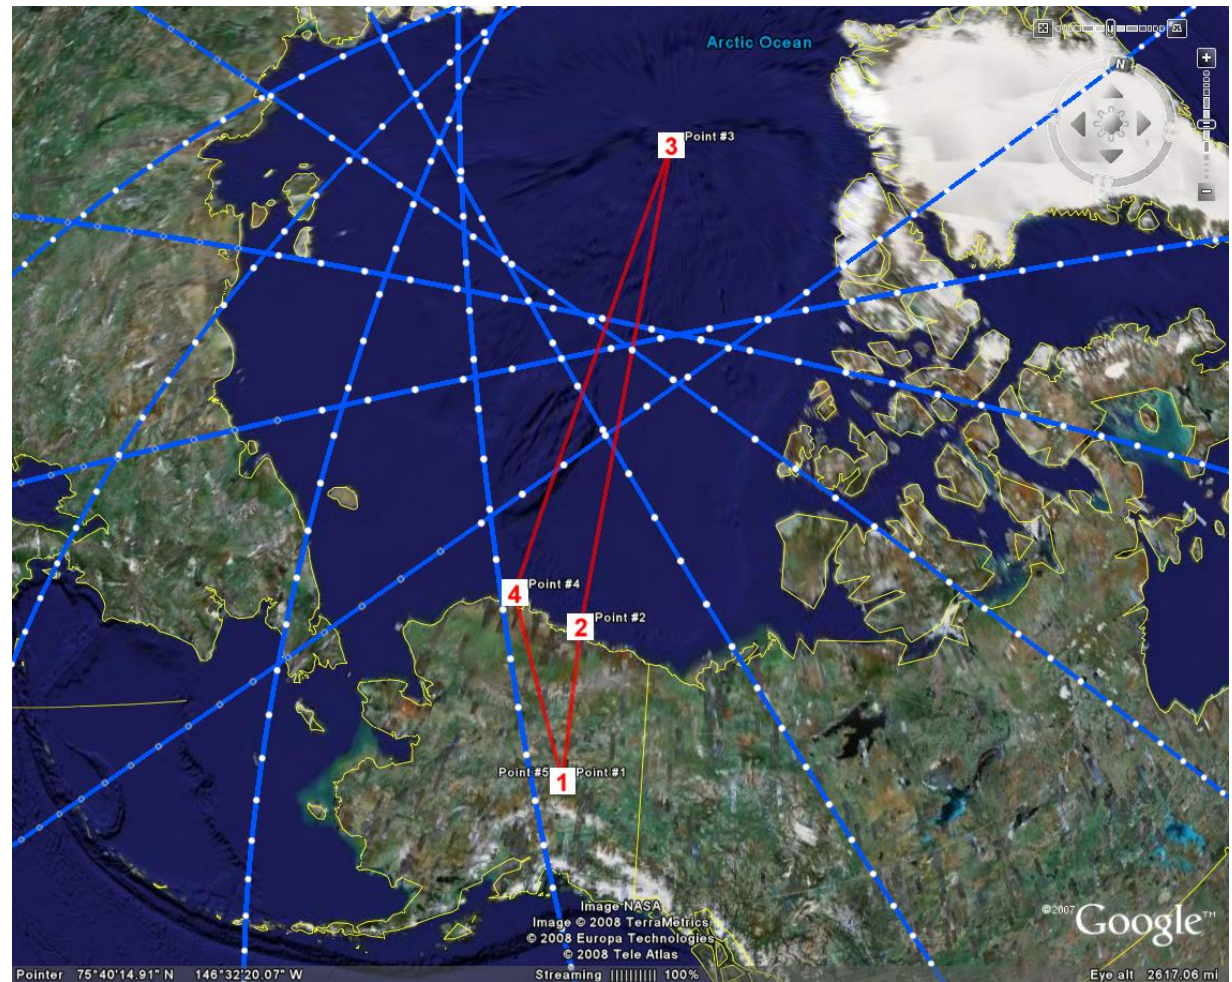 Arctic Ocean
N
3 Point #3
4 Point #4
2 Point #2
Point #5 1 Point #1
Image NASA
Image © 2008 TerraMetrics
© 2008 Europa Technologies
© 2008 Tele Atlas
©2007 Google™
Pointer 75°40'14.91" N 146°32'20.07" W Streaming |||||||||| 100% Eye alt 2617.06 mi